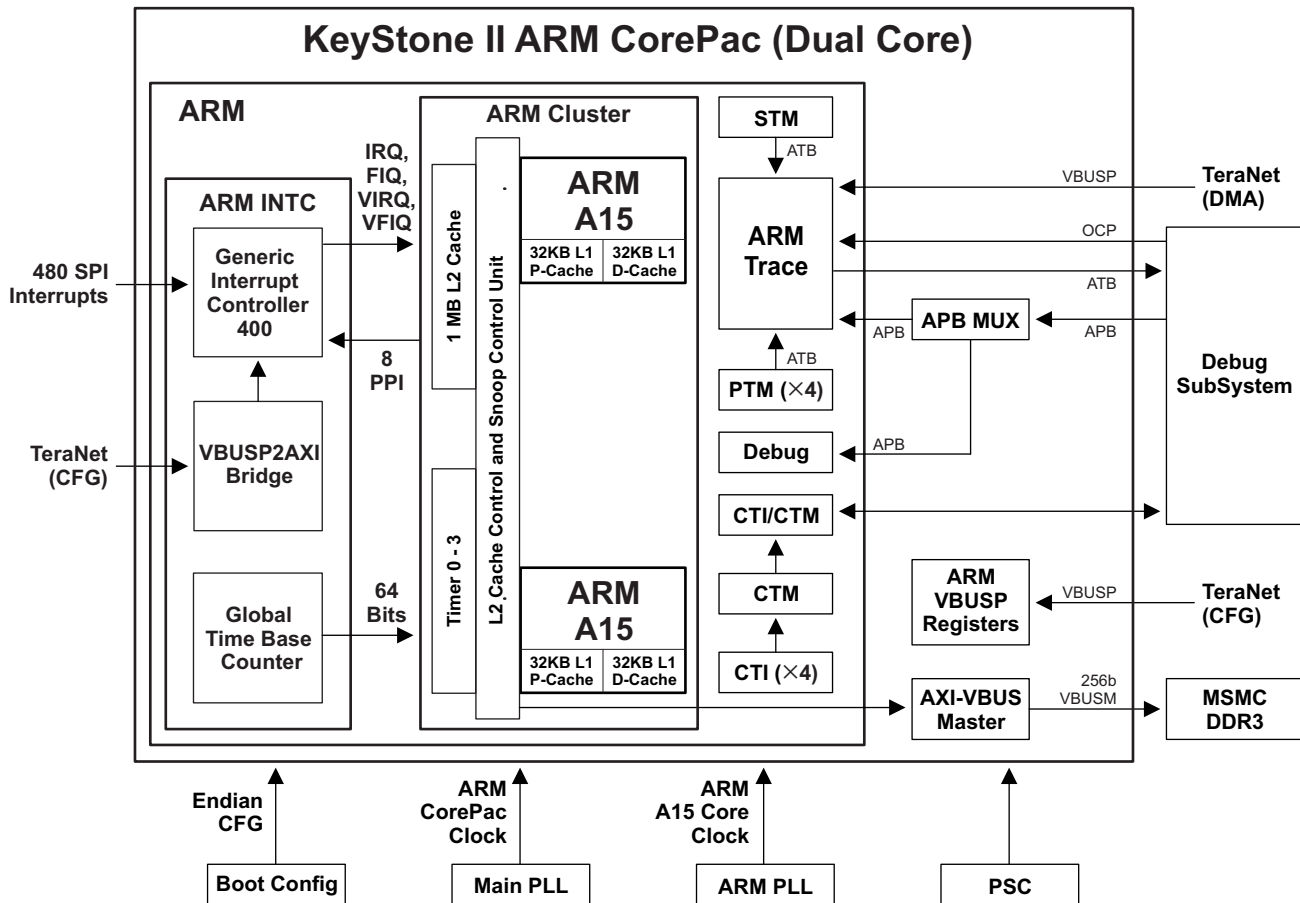 KeyStone II ARM CorePac (Dual Core)
ARM
ARM INTC
Generic
Interrupt
Controller
400
VBUSP2AXI
Bridge
Global
Time Base
Counter
480 SPI
Interrupts
TeraNet
(CFG)
IRQ,
FIQ,
VIRQ,
VFIQ
8
PPI
64
Bits
ARM Cluster
1 MB L2 Cache
Timer 0 - 3
L2 Cache Control and Snoop Control Unit
ARM
A15
32KB L1
P-Cache
32KB L1
D-Cache
ARM
A15
32KB L1
P-Cache
32KB L1
D-Cache
STM
ATB
ARM
Trace
ATB
PTM (×4)
Debug
CTI/CTM
CTM
CTI (×4)
VBUSP
TeraNet
(DMA)
OCP
ATB
APB
APB MUX
APB
APB
Debug
SubSystem
ARM
VBUSP
Registers
VBUSP
TeraNet
(CFG)
AXI-VBUS
Master
256b
VBUSM
MSMC
DDR3
Endian
CFG
Boot Config
ARM
CorePac
Clock
Main PLL
ARM
A15 Core
Clock
ARM PLL
PSC